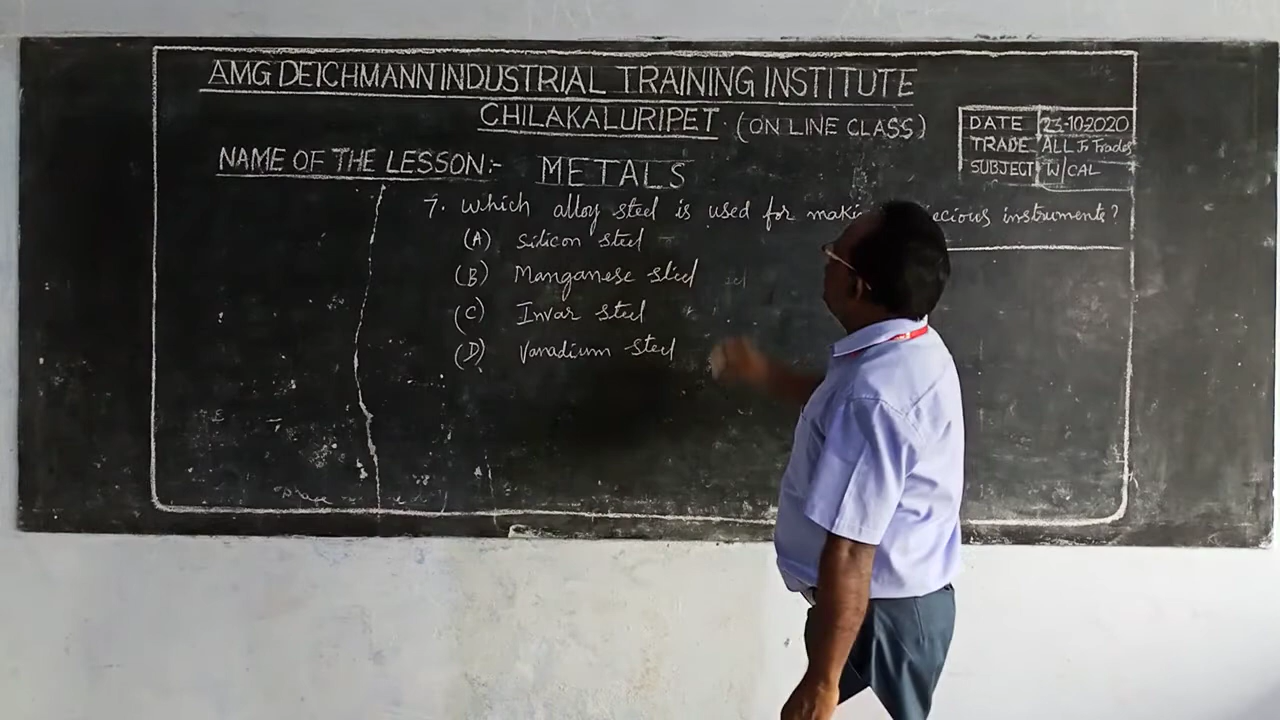 AMG DEICHMANN INDUSTRIAL TRAINING INSTITUTE
CHILAKALURIPET. (ON LINE CLASS)
DATE 23-10-2020
TRADE ALL Jr Trades
SUBJECT W/CAL
NAME OF THE LESSON:- METALS
7. Which alloy steel is used for instruments?
(A) Silicon steel
(B) Manganese steel
(C) Invar steel
(D) Vanadium steel